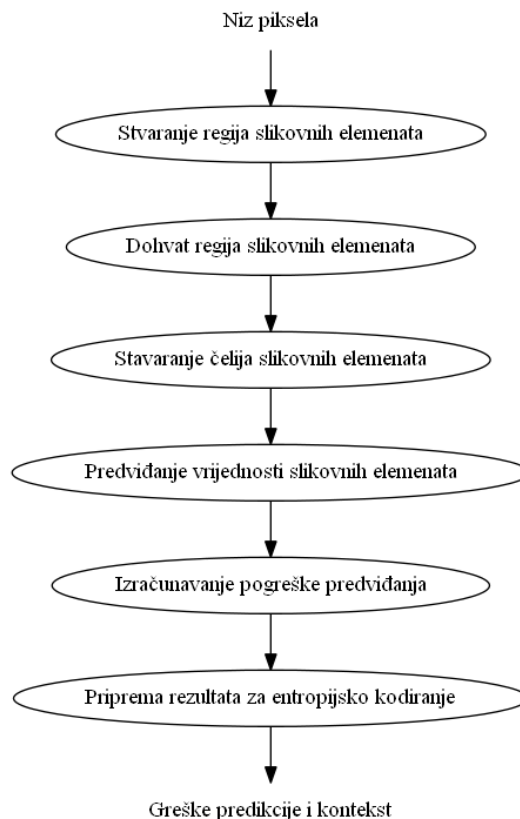 Niz piksela
Stvaranje regija slikovnih elemenata
Dohvat regija slikovnih elemenata
Stavaranje čelija slikovnih elemenata
Predviđanje vrijednosti slikovnih elemenata
Izračunavanje pogreške predviđanja
Priprema rezultata za entropijsko kodiranje
Greške predikcije i kontekst